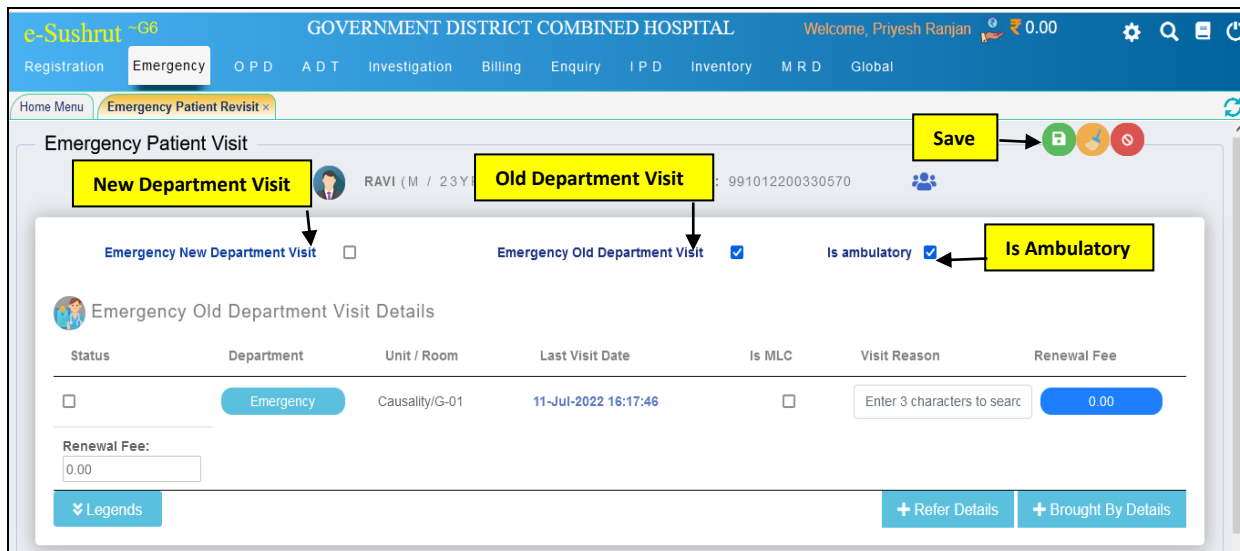 e-Sushrut ~G6 GOVERNMENT DISTRICT COMBINED HOSPITAL Welcome, Priyesh Ranjan ₹ 0.00
Registration Emergency OPD ADT Investigation Billing Enquiry IPD Inventory MRD Global
Home Menu Emergency Patient Revisit ×
Save
Emergency Patient Visit
New Department Visit RAVI (M / 23Y Old Department Visit : 991012200330570
Emergency New Department Visit Emergency Old Department Visit Is ambulatory Is Ambulatory
Emergency Old Department Visit Details
Status Department Unit / Room Last Visit Date Is MLC Visit Reason Renewal Fee
Emergency Causality/G-01 11-Jul-2022 16:17:46 Enter 3 characters to searc 0.00
Renewal Fee:
0.00
Legends + Refer Details + Brought By Details